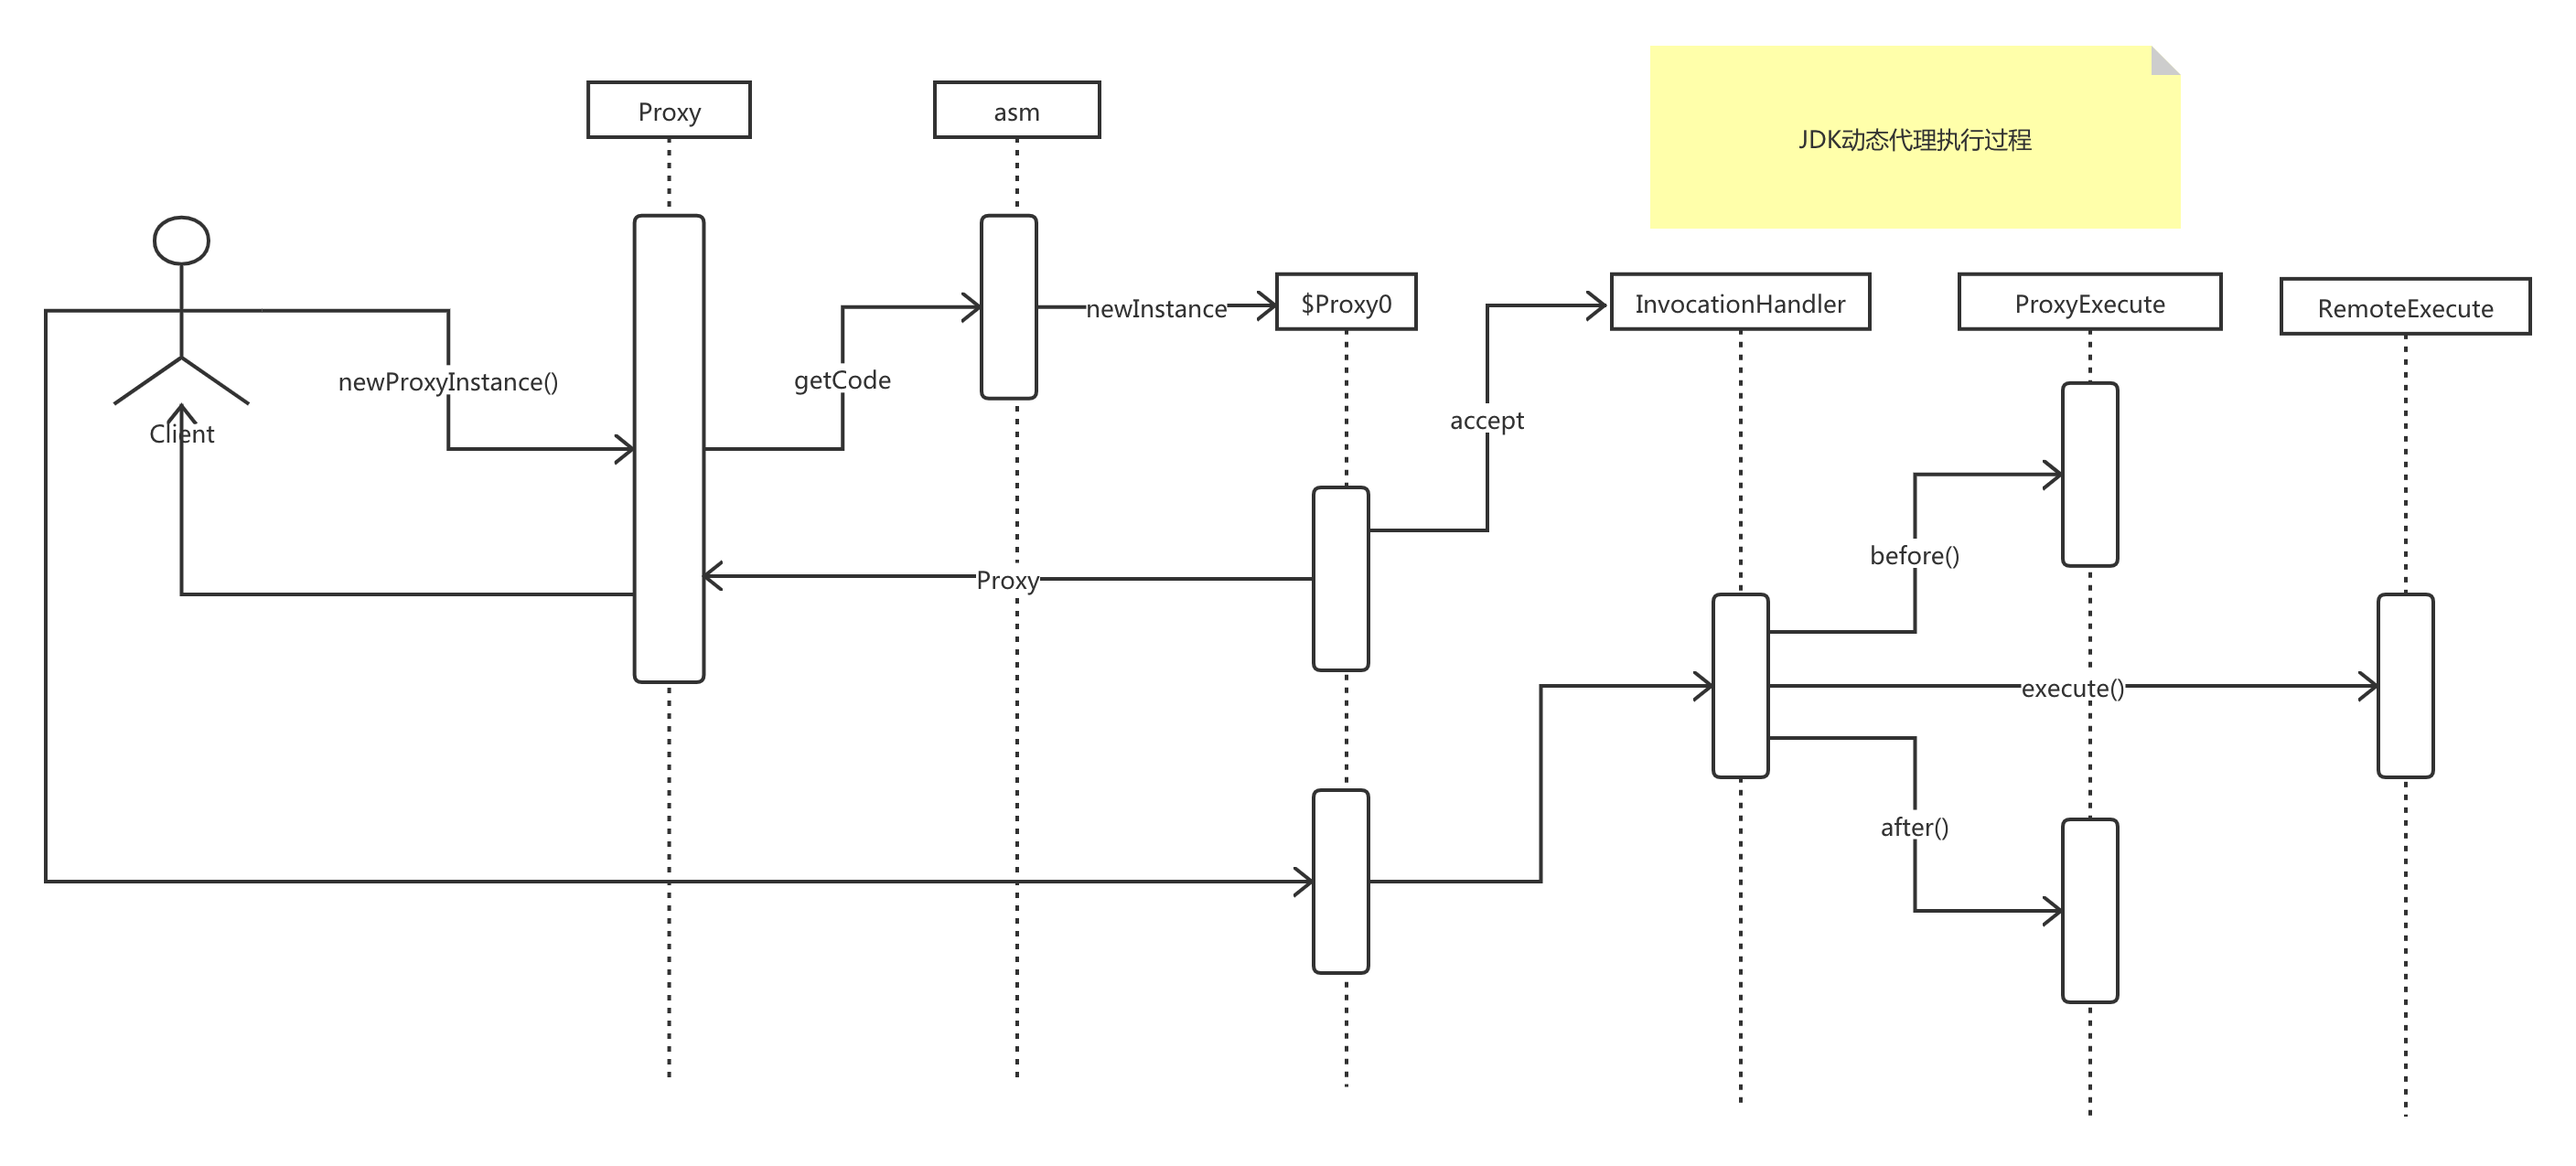 JDK动态代理执行过程
Proxy
asm
$Proxy0
InvocationHandler
ProxyExecute
RemoteExecute
newInstance
newProxyInstance()
getCode
accept
Client
before()
Proxy
execute()
after()